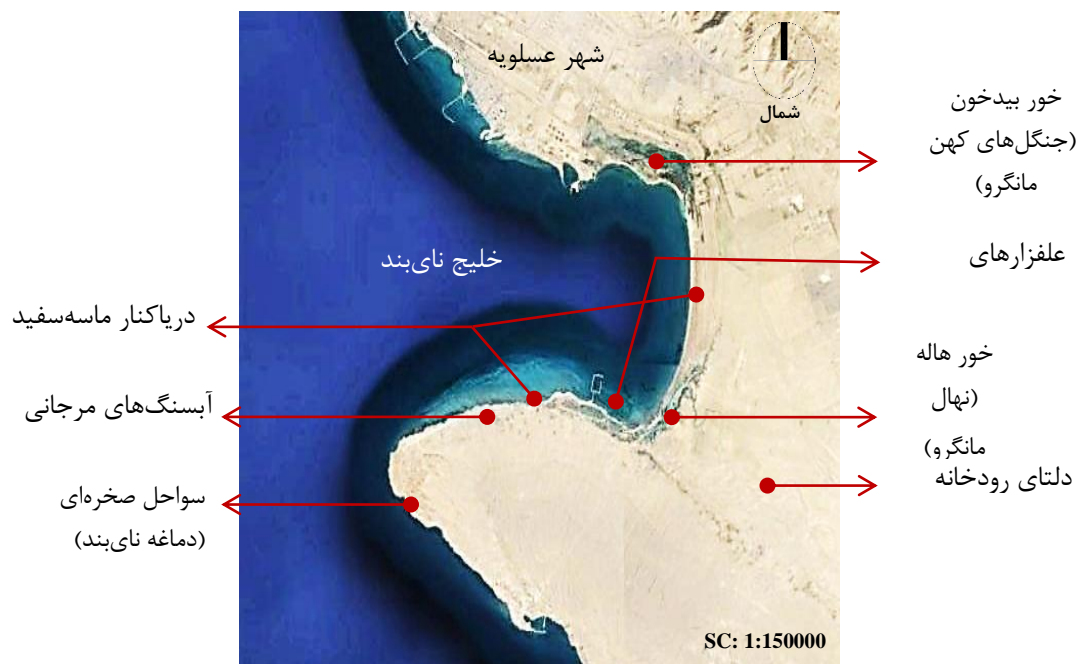 شهر عسلویه
شمال
خور بیدخون
(جنگل‌های کهن
مانگرو)
خلیج نای‌بند
علفزارهای
دریاکنار ماسه‌سفید
خور هاله
(نهال
مانگرو)
آبسنگ‌های مرجانی
دلتای رودخانه
سواحل صخره‌ای
(دماغه نای‌بند)
SC: 1:150000